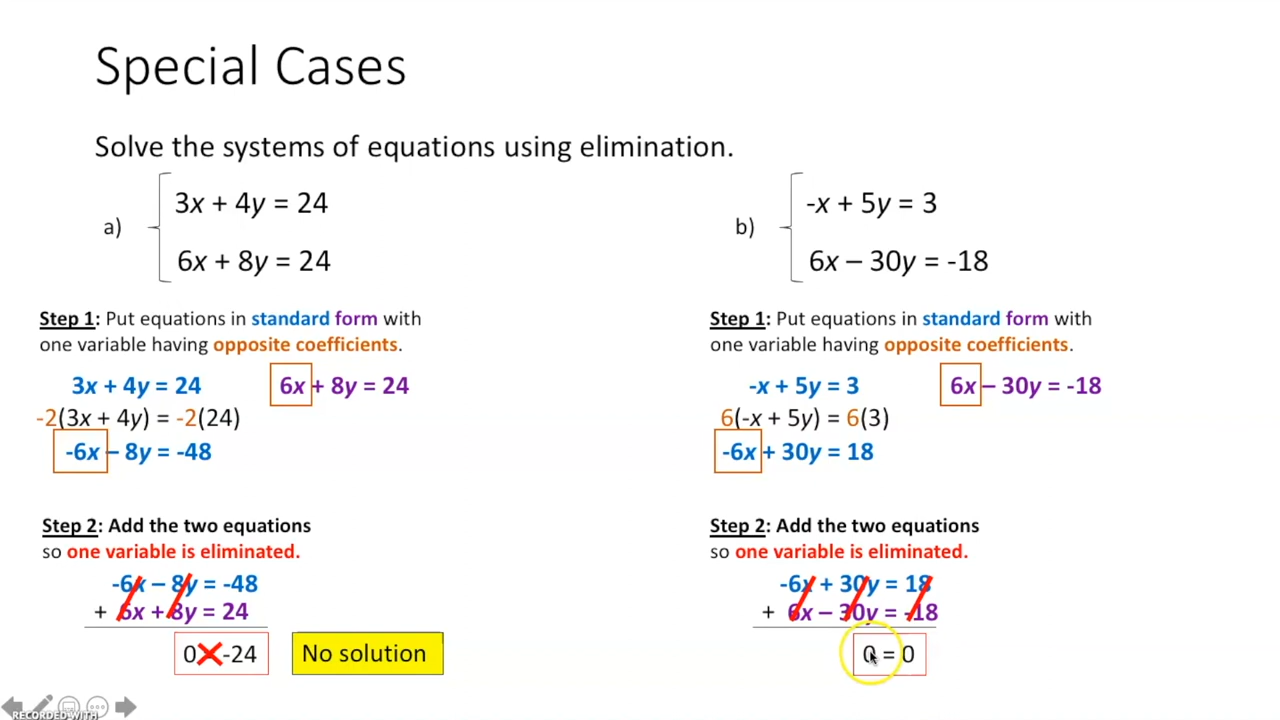 Special Cases
Solve the systems of equations using elimination.
a)
3x + 4y = 24
6x + 8y = 24
Step 1: Put equations in standard form with
one variable having opposite coefficients.
3x + 4y = 24 6x + 8y = 24
-2(3x + 4y) = -2(24)
-6x – 8y = -48
Step 2: Add the two equations
so one variable is eliminated.
-6x – 8y = -48
+ 6x + 8y = 24
0 = -24 No solution
b)
-x + 5y = 3
6x – 30y = -18
Step 1: Put equations in standard form with
one variable having opposite coefficients.
-x + 5y = 3 6x – 30y = -18
6(-x + 5y) = 6(3)
-6x + 30y = 18
Step 2: Add the two equations
so one variable is eliminated.
-6x + 30y = 18
+ 6x – 30y = -18
0 = 0
RECORDED WITH